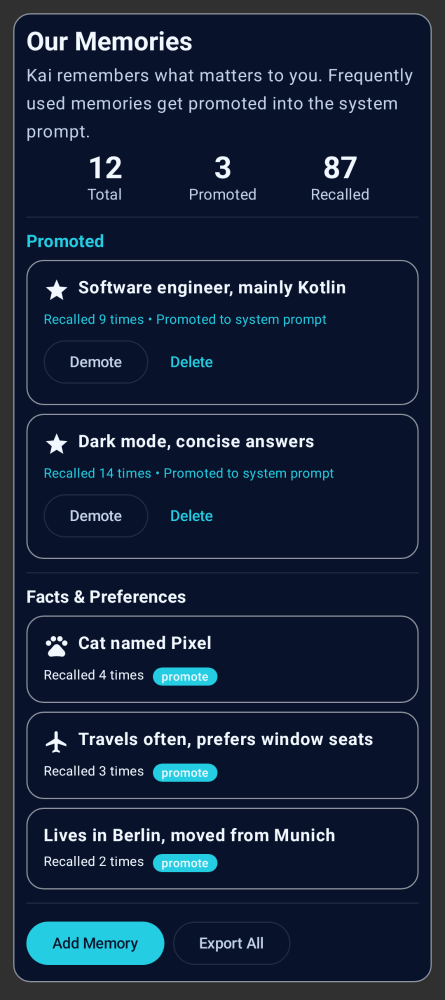 Our Memories
Kai remembers what matters to you. Frequently
used memories get promoted into the system
prompt.
12 3 87
Total Promoted Recalled
Promoted
Software engineer, mainly Kotlin
Recalled 9 times • Promoted to system prompt
Demote Delete
Dark mode, concise answers
Recalled 14 times • Promoted to system prompt
Demote Delete
Facts & Preferences
Cat named Pixel
Recalled 4 times promote
Travels often, prefers window seats
Recalled 3 times promote
Lives in Berlin, moved from Munich
Recalled 2 times promote
Add Memory Export All